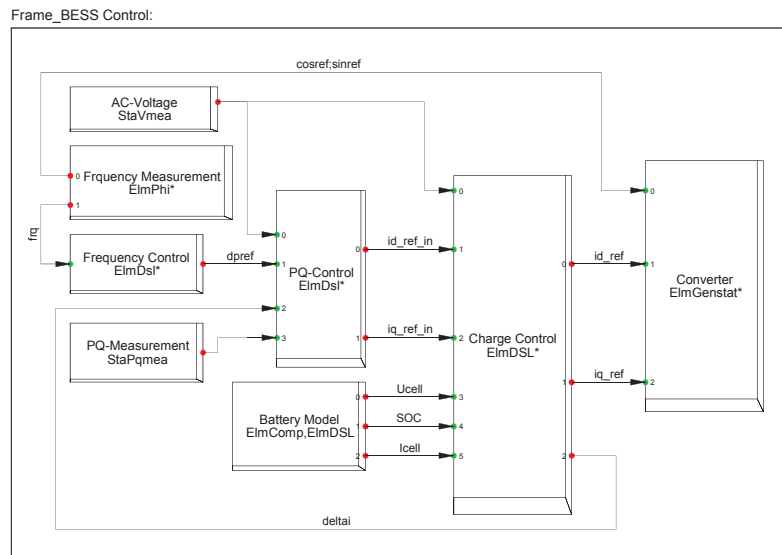 Frame_BESS Control:
cosref;sinref
AC-Voltage
StaVmea
0
Frquency Measurement
ElmPhi*
1
0
0
frq
Frequency Control
ElmDsl*
dpref
0
1
2
3
PQ-Control
ElmDsl*
0
1
id_ref_in
iq_ref_in
1
2
Charge Control
ElmDSL*
0
1
2
id_ref
iq_ref
1
2
Converter
ElmGenstat*
PQ-Measurement
StaPqmea
Battery Model
ElmComp,ElmDSL
0
1
2
Ucell
SOC
Icell
3
4
5
deltai